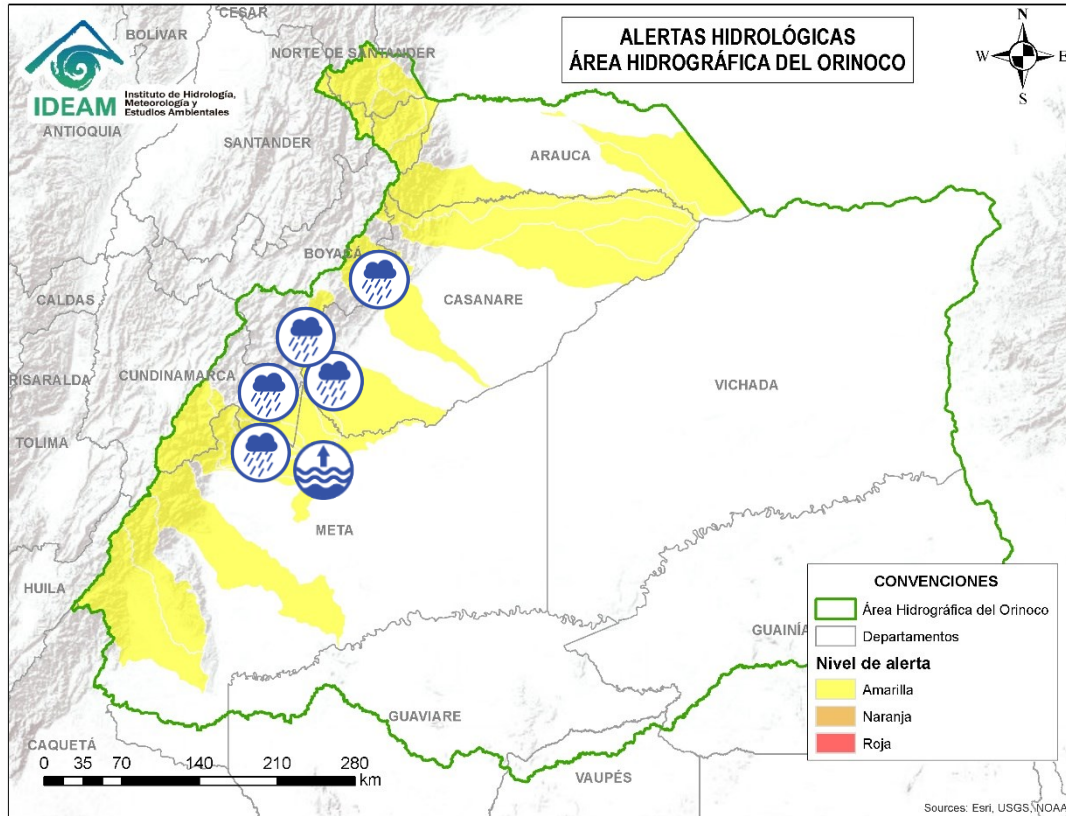 CESAR
BOLÍVAR
NORTE DE SANTANDER
ALERTAS HIDROLÓGICAS
ÁREA HIDROGRÁFICA DEL ORINOCO
N
W
E
S
IDEAM
Instituto de Hidrología,
Meteorología y
Estudios Ambientales
ANTIOQUIA
SANTANDER
ARAUCA
BOYACÁ
CALDAS
CASANARE
RISARALDA
CUNDINAMARCA
VICHADA
TOLIMA
META
HUILA
GUAINÍA
GUAVIARE
CAQUETÁ
VAUPÉS
CONVENCIONES
Área Hidrográfica del Orinoco
Departamentos
Nivel de alerta
Amarilla
Naranja
Roja
0 35 70 140 210 280
km
Sources: Esri, USGS, NOAA